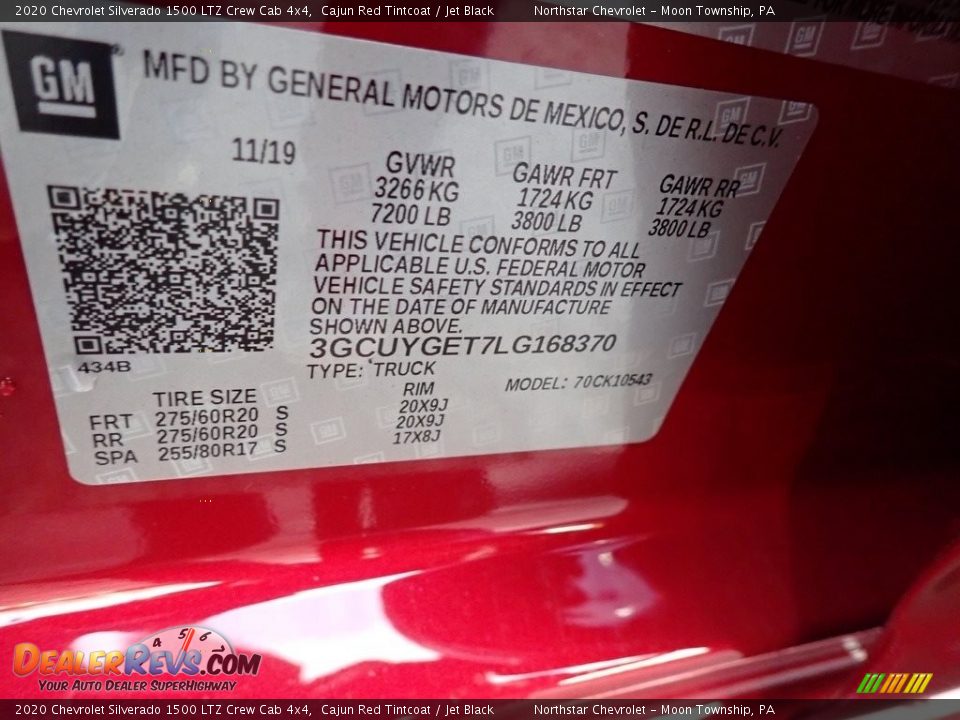 2020 Chevrolet Silverado 1500 LTZ Crew Cab 4x4, Cajun Red Tintcoat / Jet Black Northstar Chevrolet - Moon Township, PA
GM
MFD BY GENERAL MOTORS DE MEXICO, S. DE R.L. DE C.V.
11/19
GVWR GAWR FRT GAWR RR
3266 KG 1724 KG 1724 KG
7200 LB 3800 LB 3800 LB
THIS VEHICLE CONFORMS TO ALL
APPLICABLE U.S. FEDERAL MOTOR
VEHICLE SAFETY STANDARDS IN EFFECT
ON THE DATE OF MANUFACTURE
SHOWN ABOVE.
3GCUYGET7LG168370
434B
TYPE: TRUCK MODEL: 70CK10543
TIRE SIZE RIM
FRT 275/60R20 S 20X9J
RR 275/60R20 S 20X9J
SPA 255/80R17 S 17X8J
4 5 6
DEALERREVS.COM
YOUR AUTO DEALER SUPERHIGHWAY
2020 Chevrolet Silverado 1500 LTZ Crew Cab 4x4, Cajun Red Tintcoat / Jet Black Northstar Chevrolet - Moon Township, PA